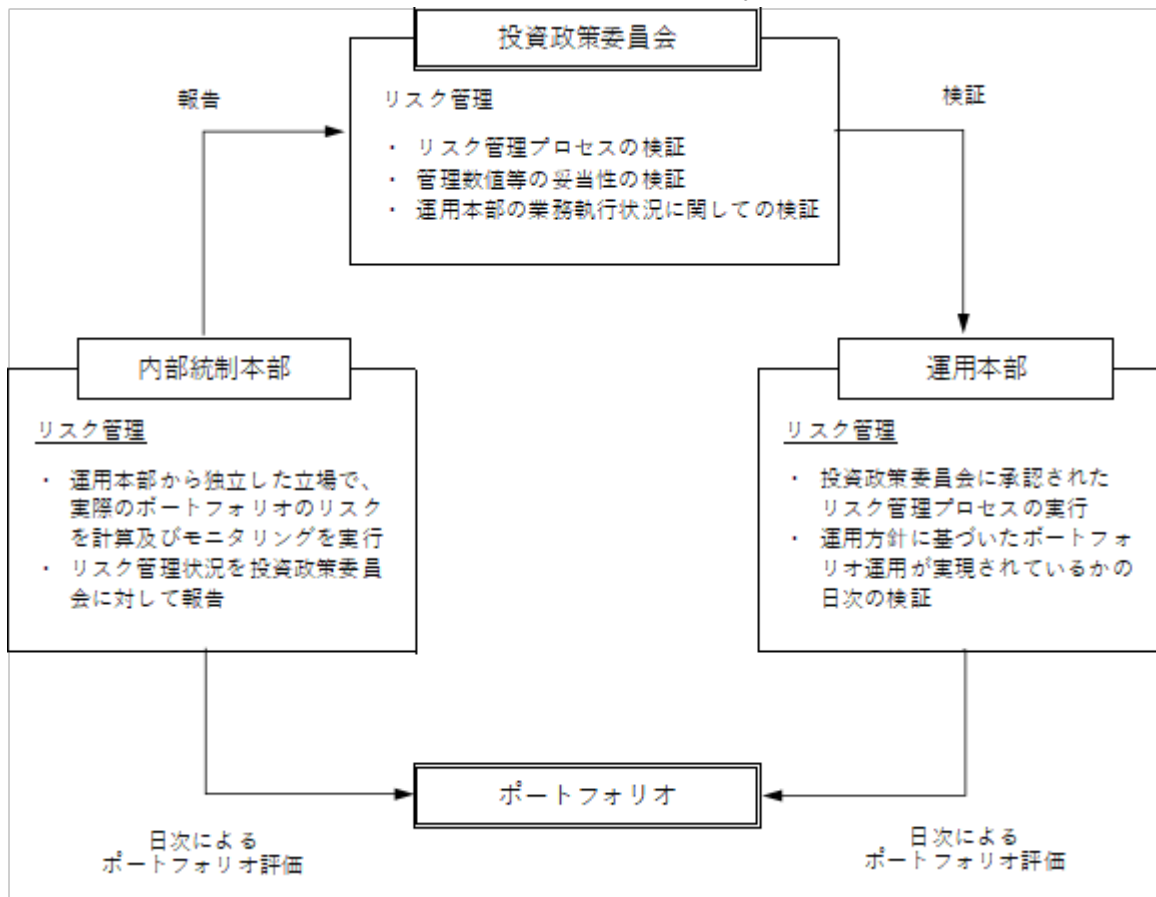 投資政策委員会
報告
検証
リスク管理
・ リスク管理プロセスの検証
・ 管理数値等の妥当性の検証
・ 運用本部の業務執行状況に関しての検証
内部統制本部
リスク管理
・ 運用本部から独立した立場で、
実際のポートフォリオのリスク
を計算及びモニタリングを実行
・ リスク管理状況を投資政策委員
会に対して報告
運用本部
リスク管理
・ 投資政策委員会に承認された
リスク管理プロセスの実行
・ 運用方針に基づいたポートフォ
リオ運用が実現されているかの
日次の検証
ポートフォリオ
日次による
ポートフォリオ評価
日次による
ポートフォリオ評価